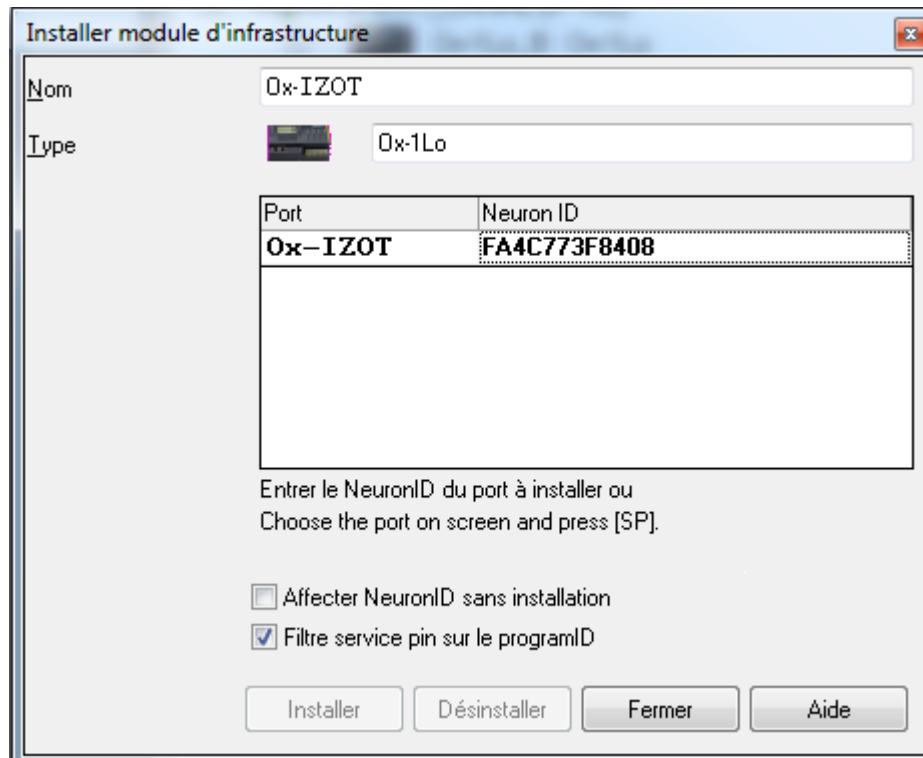 Installer module d'infrastructure
Nom
Ox-IZOT
Type
Ox-1Lo
Port Neuron ID
Ox-IZOT FA4C773F8408
Entrer le NeuronID du port à installer ou
Choose the port on screen and press [SP].
Affecter NeuronID sans installation
Filtre service pin sur le programID
Installer Désinstaller Fermer Aide